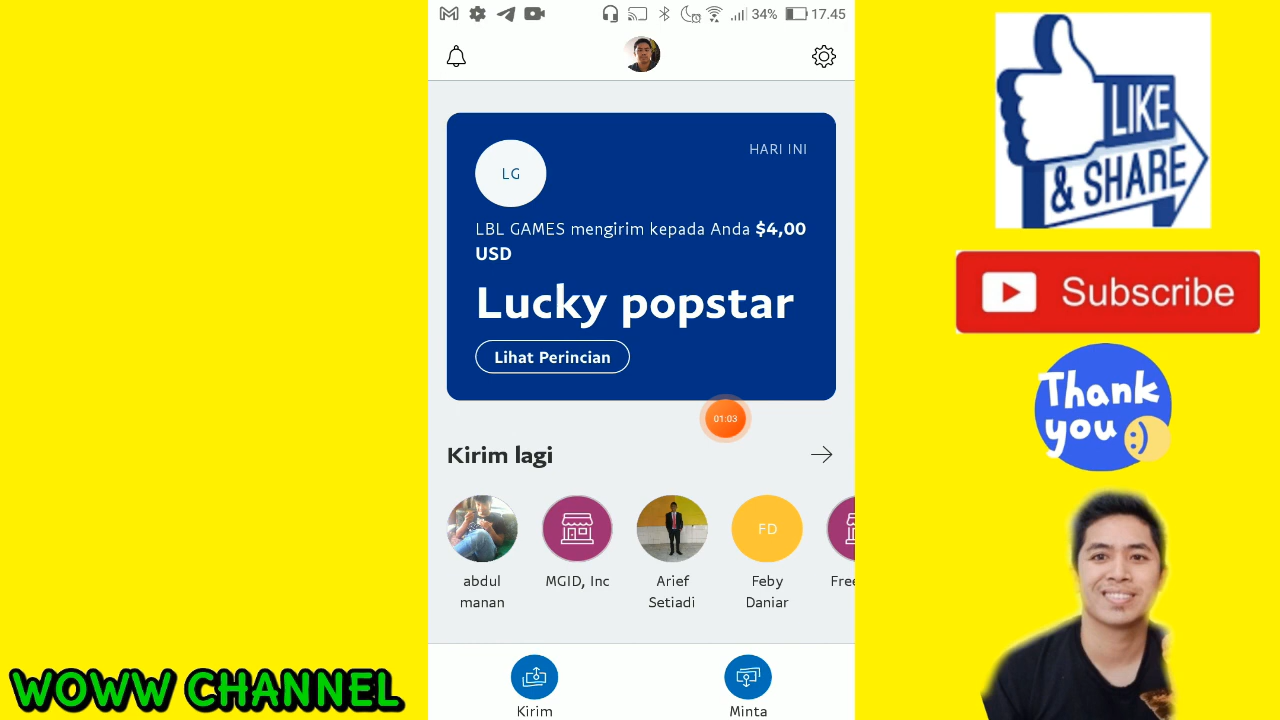 34% 17.45
HARI INI
LG
LBL GAMES mengirim kepada Anda $4,00
USD
Lucky popstar
Lihat Perincian
01:03
Kirim lagi
FD
abdul
manan
MGID, Inc
Arief
Setiadi
Feby
Daniar
Free
Kirim
Minta
LIKE
& SHARE
Subscribe
Thank
you
WOWW CHANNEL